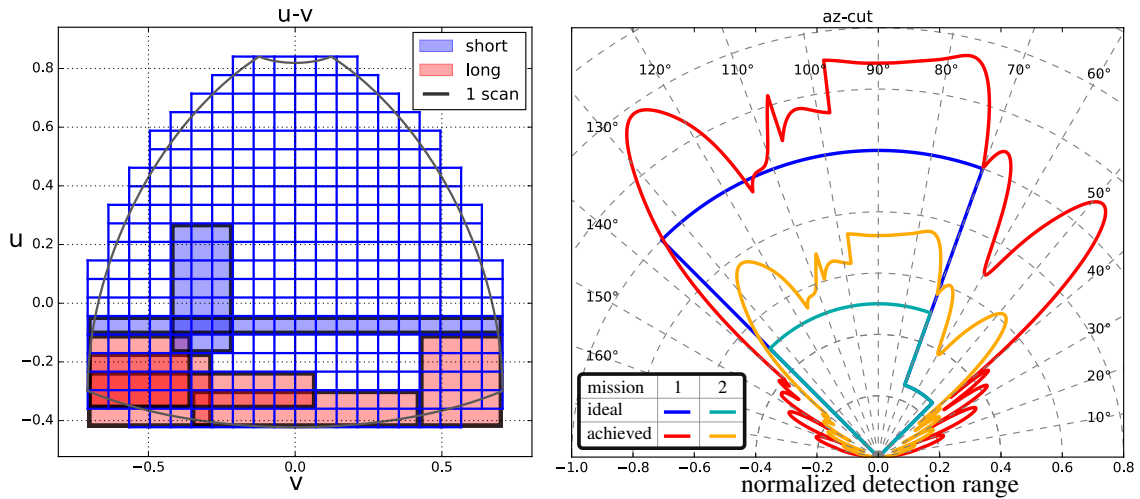 u-v
short
long
1 scan
0.8
0.6
0.4
0.2
0.0
−0.2
−0.4
u
−0.5
0.0
0.5
v
az-cut
120°
110°
100°
90°
80°
70°
60°
130°
50°
140°
40°
150°
30°
160°
20°
10°
mission 1 2
ideal
achieved
−1.0 −0.8 −0.6 −0.4 −0.2 0.0 0.2 0.4 0.6 0.8
normalized detection range